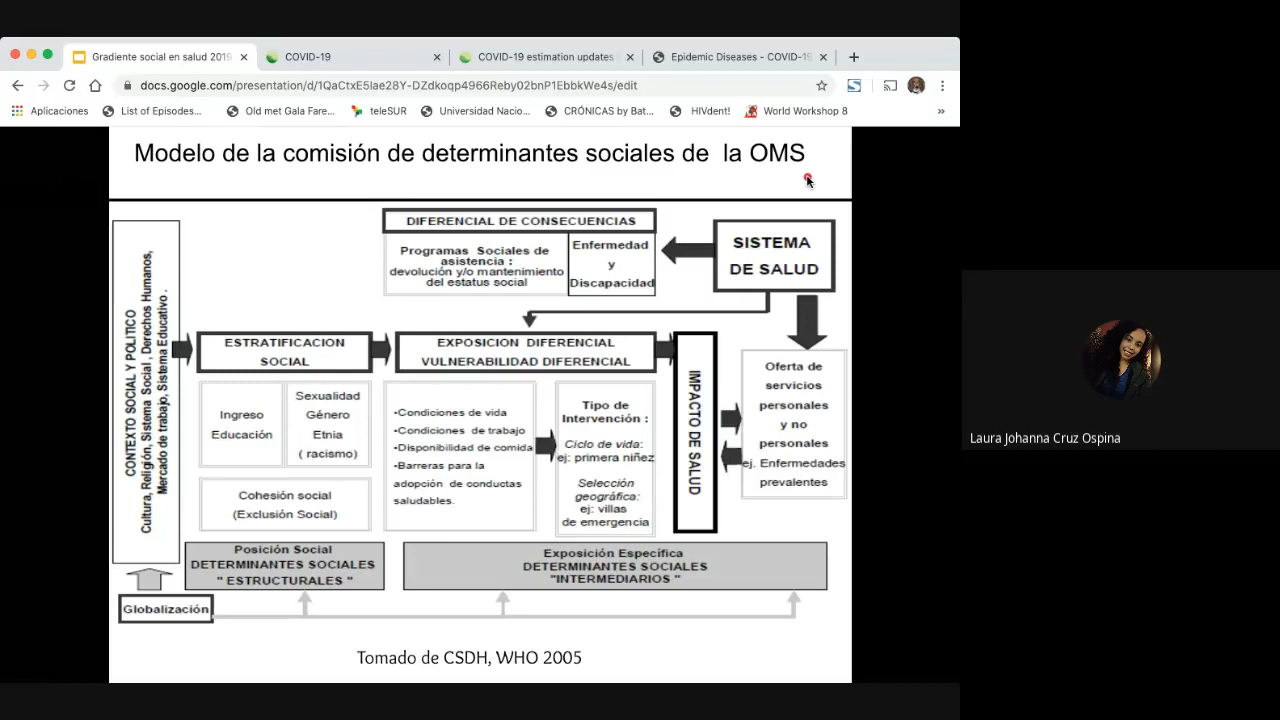 Gradiente social en salud 2019
COVID-19
COVID-19 estimation updates
Epidemic Diseases - COVID-19
docs.google.com/presentation/d/1QaCtxE5lae28Y-DZdkoqp4966Reby02bnP1EbbkWe4s/edit
Aplicaciones
List of Episodes...
Old met Gala Fare...
teleSUR
Universidad Nacio...
CRÓNICAS by Bat...
HIVdent!
World Workshop 8
»
Modelo de la comisión de determinantes sociales de la OMS
DIFERENCIAL DE CONSECUENCIAS
Programas Sociales de
asistencia :
devolución y/o mantenimiento
del estatus social
Enfermedad
y
Discapacidad
SISTEMA
DE SALUD
CONTEXTO SOCIAL Y POLITICO
Cultura, Religión, Sistema Social , Derechos Humanos,
Mercado de trabajo, Sistema Educativo .
ESTRATIFICACION
SOCIAL
EXPOSICION DIFERENCIAL
VULNERABILIDAD DIFERENCIAL
IMPACTO DE SALUD
Ingreso
Educación
Sexualidad
Género
Etnia
( racismo)
Cohesión social
(Exclusión Social)
•Condiciones de vida
•Condiciones de trabajo
•Disponibilidad de comida
•Barreras para la
adopción de conductas
saludables.
Tipo de
Intervención :
Ciclo de vida:
ej: primera niñez
Selección
geográfica:
ej: villas
de emergencia
Oferta de
servicios
personales
y no
personales
ej. Enfermedades
prevalentes
Posición Social
DETERMINANTES SOCIALES
" ESTRUCTURALES "
Exposición Específica
DETERMINANTES SOCIALES
"INTERMEDIARIOS "
Globalización
Tomado de CSDH, WHO 2005
Laura Johanna Cruz Ospina